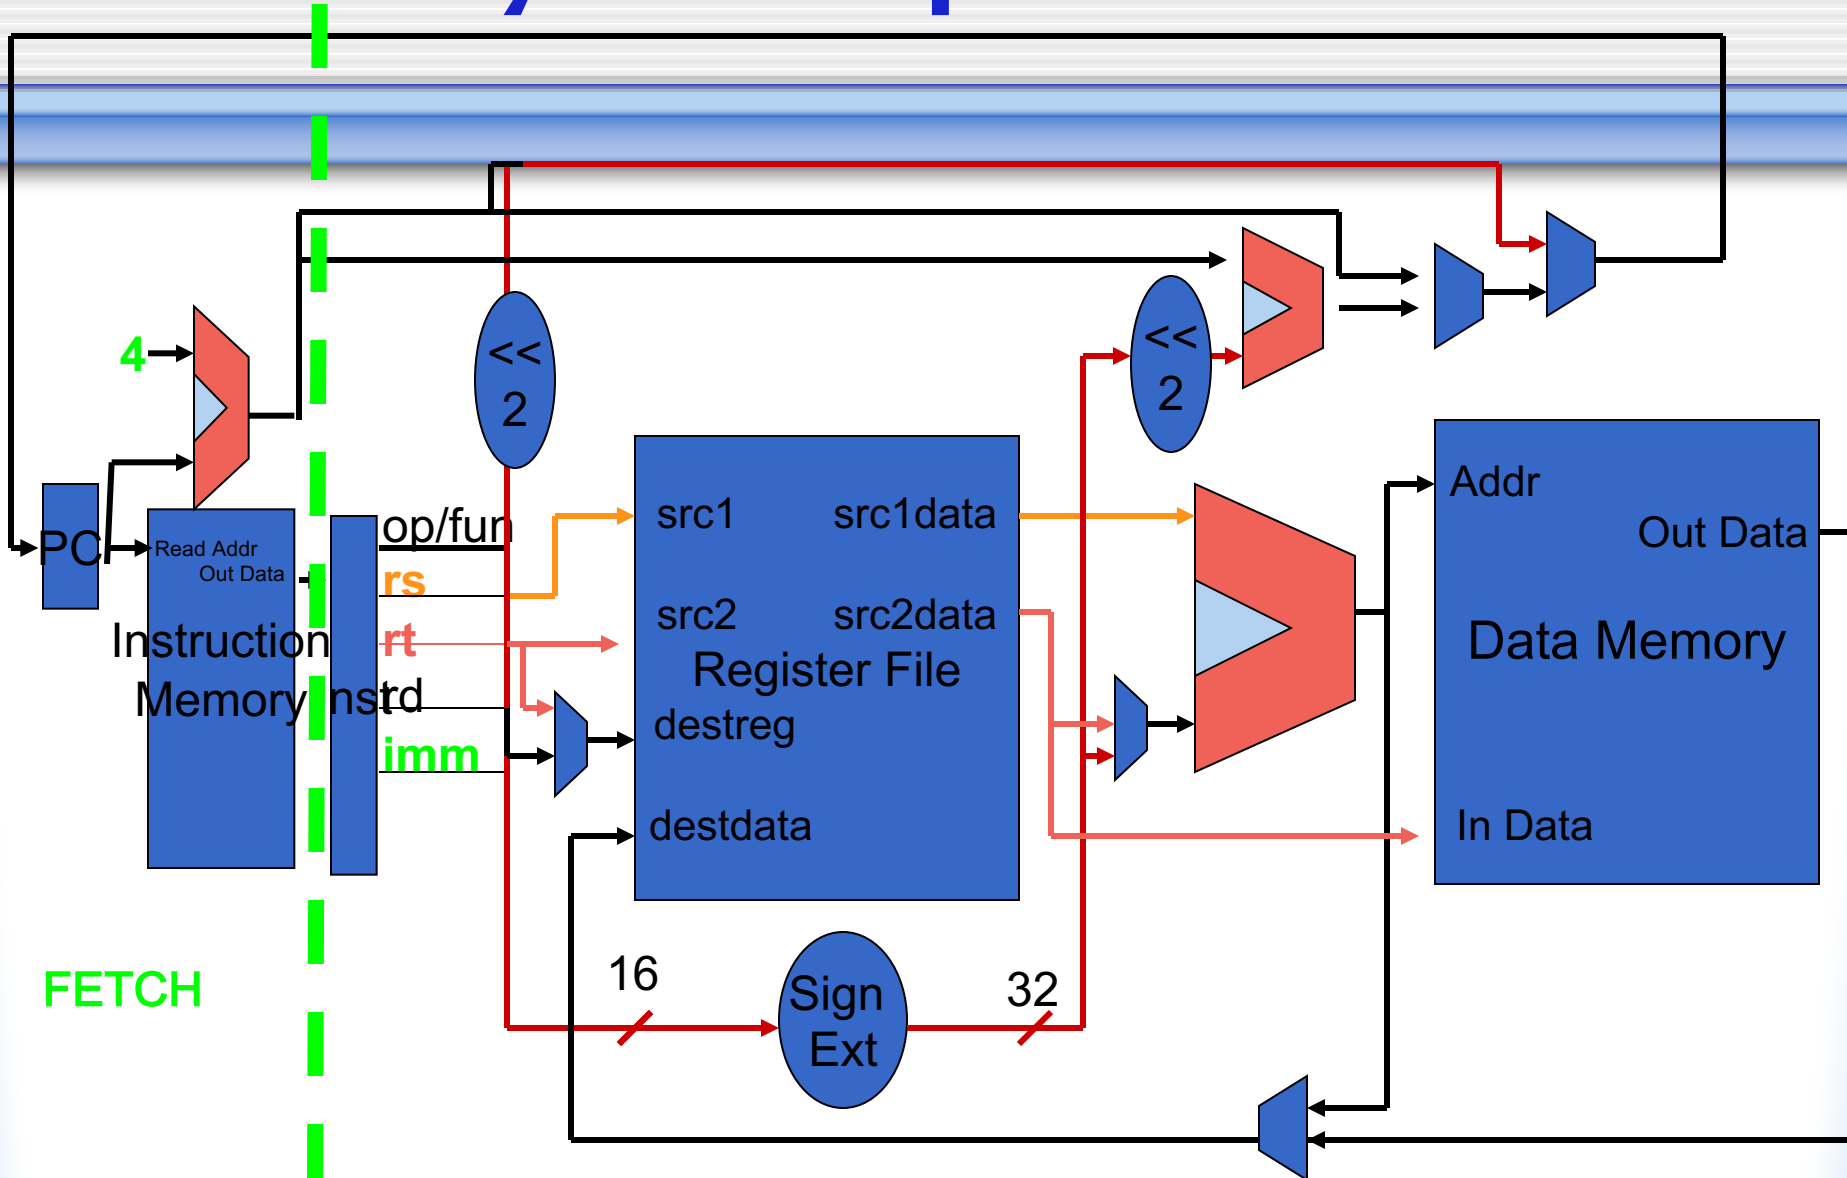 <<
2
<<
2
4
Addr
op/fun
src1
src1data
PC
Read Addr
Out Data
Out Data
rs
src2
src2data
Instruction
Memory
rt
Register File
Data Memory
nst
rd
destreg
imm
destdata
In Data
16
32
FETCH
Sign
Ext